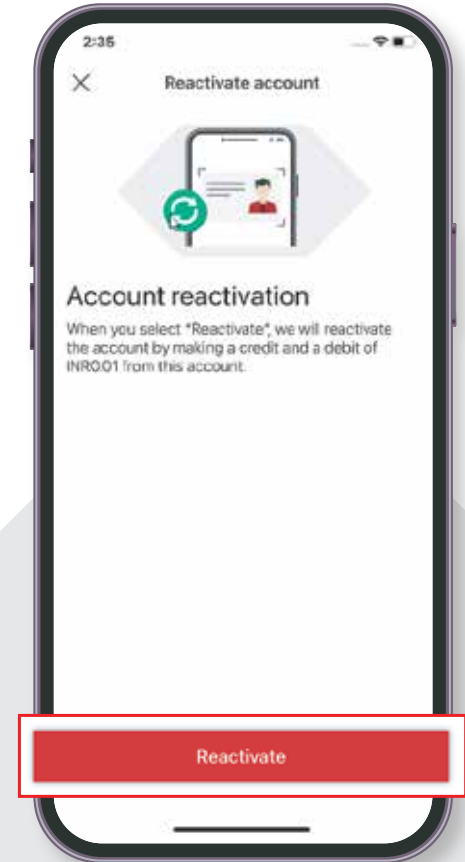 2:35
Reactivate account
Account reactivation
When you select "Reactivate", we will reactivate
the account by making a credit and a debit of
INR0.01 from this account.
Reactivate